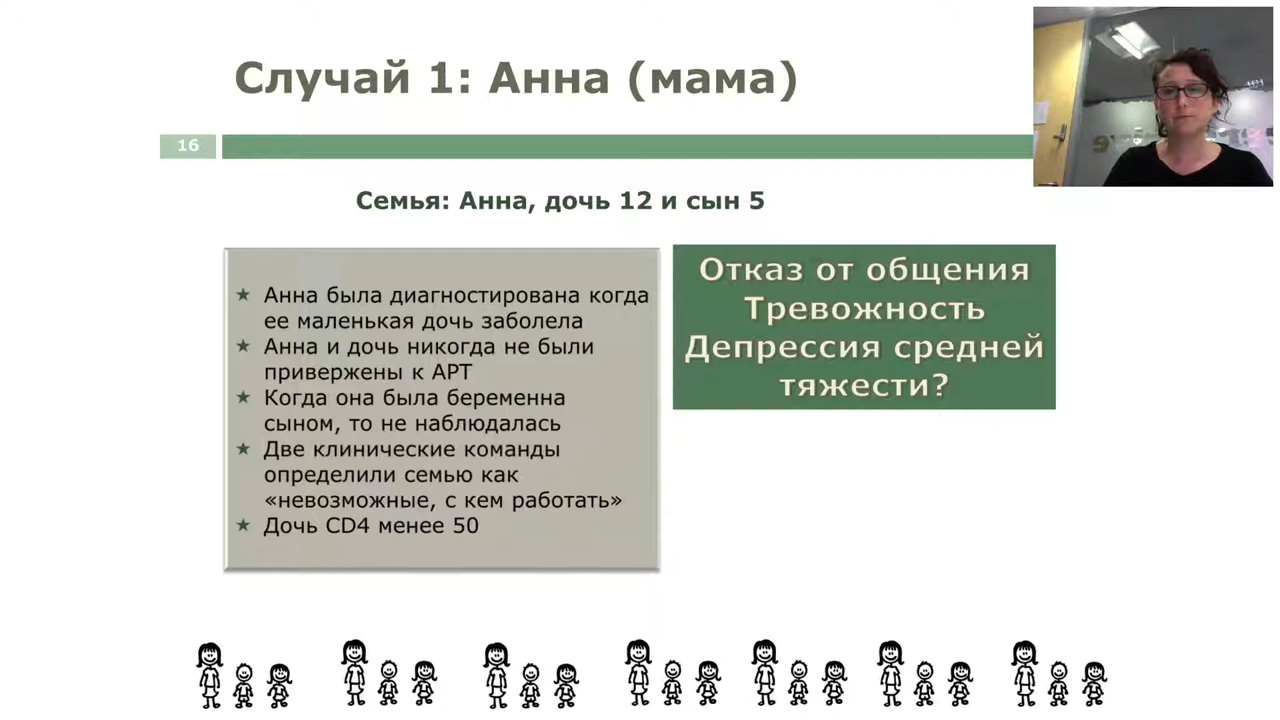 Случай 1: Анна (мама)
16
Семья: Анна, дочь 12 и сын 5
Анна была диагностирована когда
ее маленькая дочь заболела
Анна и дочь никогда не были
привержены к АРТ
Когда она была беременна
сыном, то не наблюдалась
Две клинические команды
определили семью как
«невозможные, с кем работать»
Дочь CD4 менее 50
Отказ от общения
Тревожность
Депрессия средней
тяжести?